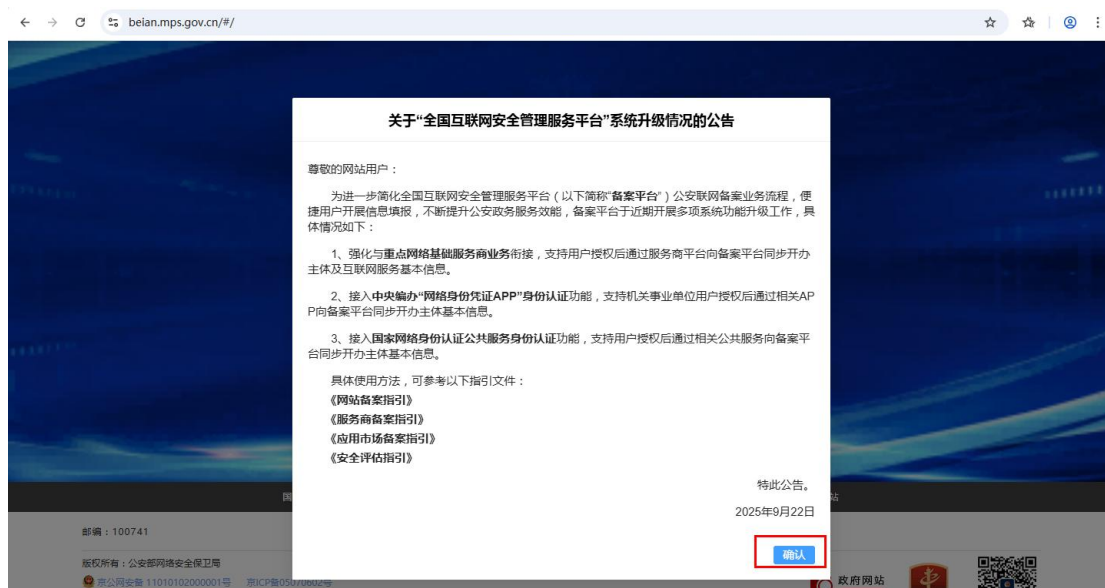 beian.mps.gov.cn/#/
关于“全国互联网安全管理服务平台”系统升级情况的公告
尊敬的网站用户：
为进一步简化全国互联网安全管理服务平台（以下简称“备案平台”）公安联网备案业务流程，便
捷用户开展信息填报，不断提升公安政务服务效能，备案平台于近期开展多项系统功能升级工作，具
体情况如下：
1、强化与重点网络基础服务商业务衔接，支持用户授权后通过服务商平台向备案平台同步开办
主体及互联网服务基本信息。
2、接入中央编办“网络身份凭证APP”身份认证功能，支持机关事业单位用户授权后通过相关AP
P向备案平台同步开办主体基本信息。
3、接入国家网络身份认证公共服务身份认证功能，支持用户授权后通过相关公共服务向备案平
台同步开办主体基本信息。
具体使用方法，可参考以下指引文件：
《网站备案指引》
《服务商备案指引》
《应用市场备案指引》
《安全评估指引》
特此公告。
2025年9月22日
确认
国
站
邮编：100741
版权所有：公安部网络安全保卫局
京公网安备 11010102000001号 京ICP备05070602号
政府网站